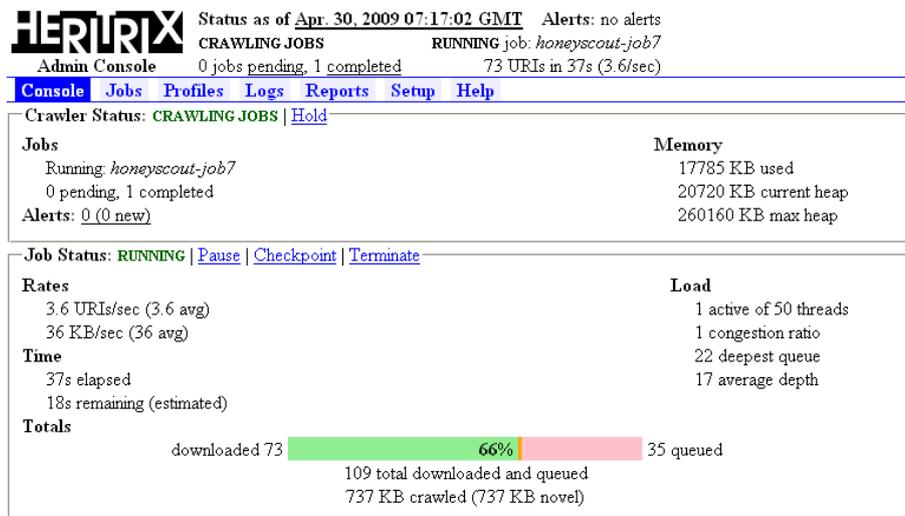 HERITRIX
Admin Console
Status as of Apr. 30, 2009 07:17:02 GMT Alerts: no alerts
CRAWLING JOBS RUNNING job: honeyscout-job7
0 jobs pending, 1 completed 73 URIs in 37s (3.6/sec)
Console Jobs Profiles Logs Reports Setup Help
Crawler Status: CRAWLING JOBS | Hold
Jobs
Running: honeyscout-job7
0 pending, 1 completed
Alerts: 0 (0 new)
Memory
17785 KB used
20720 KB current heap
260160 KB max heap
Job Status: RUNNING | Pause | Checkpoint | Terminate
Rates
3.6 URIs/sec (3.6 avg)
36 KB/sec (36 avg)
Time
37s elapsed
18s remaining (estimated)
Load
1 active of 50 threads
1 congestion ratio
22 deepest queue
17 average depth
Totals
downloaded 73 66% 35 queued
109 total downloaded and queued
737 KB crawled (737 KB novel)